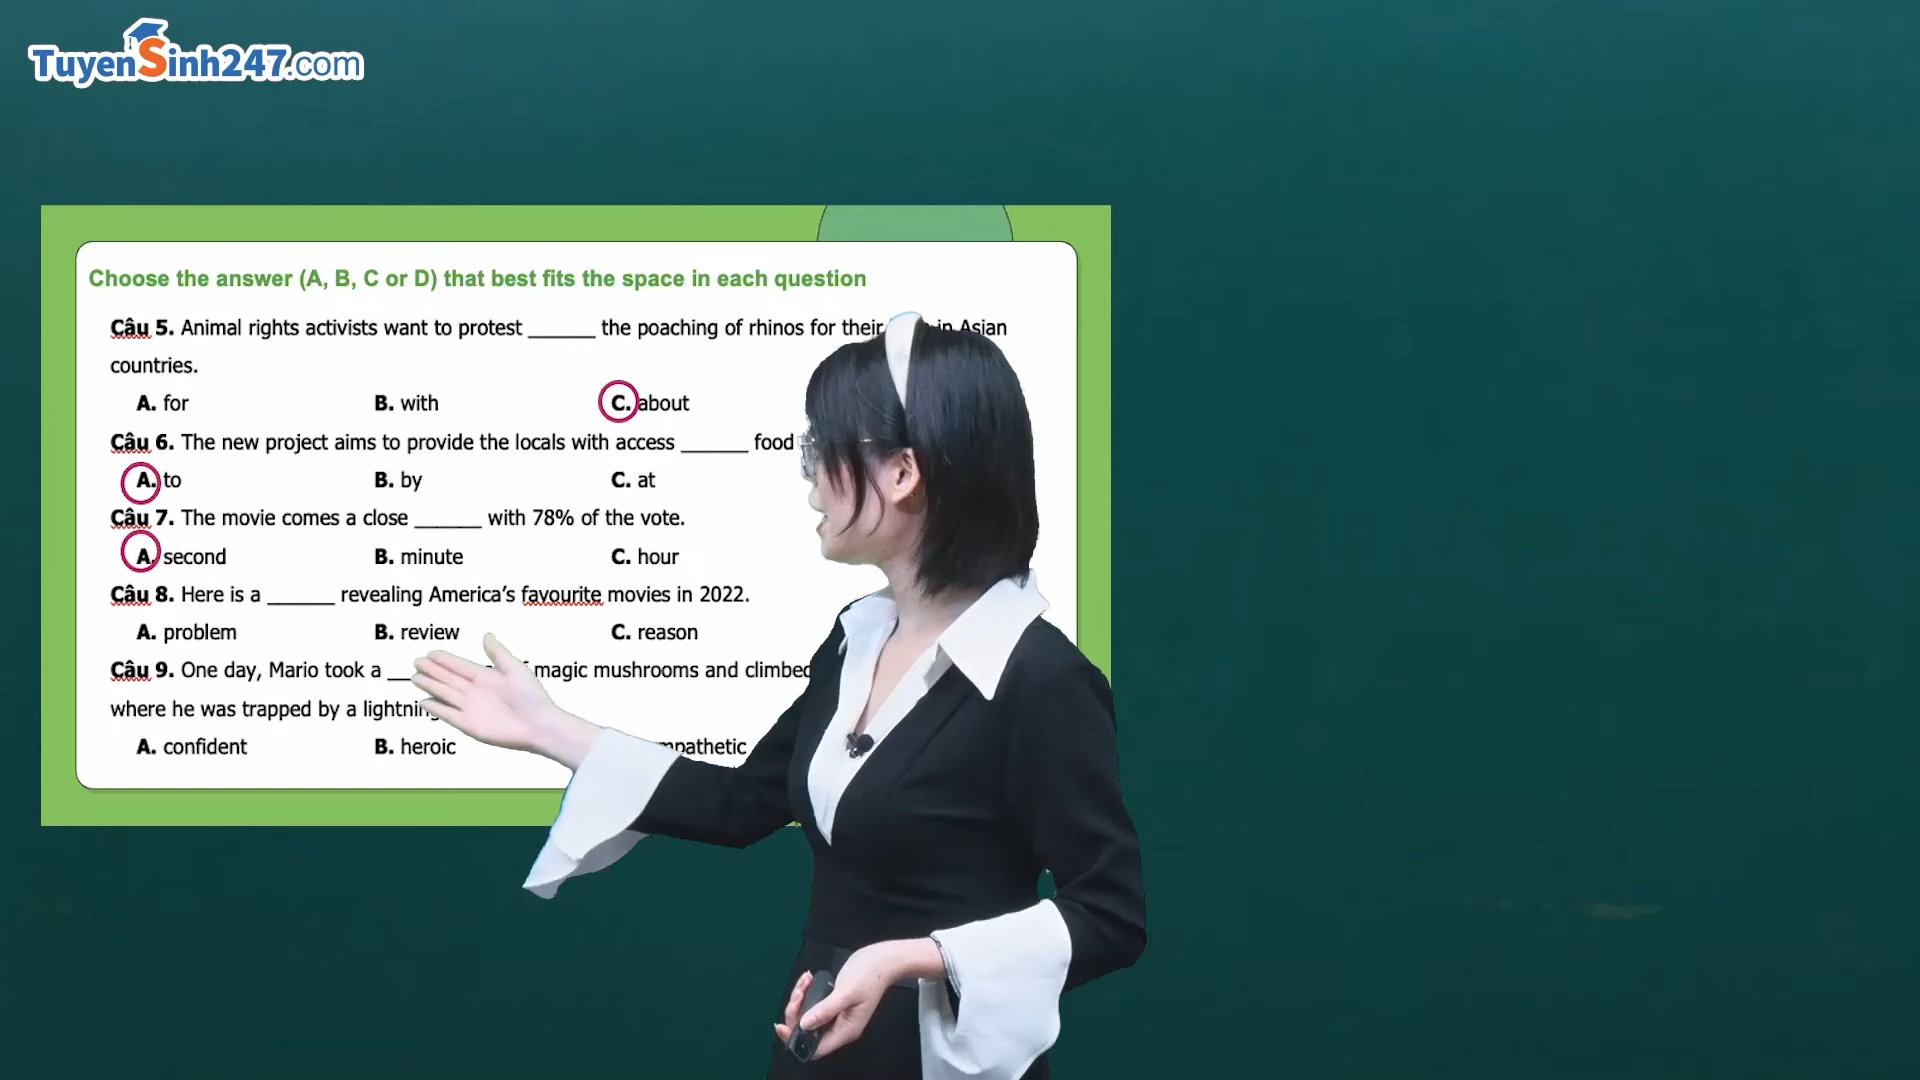 TuyenSinh247.com
Choose the answer (A, B, C or D) that best fits the space in each question
Câu 5. Animal rights activists want to protest ______ the poaching of rhinos for their in Asian
countries.
A. for B. with C. about
Câu 6. The new project aims to provide the locals with access ______ food
A. to B. by C. at
Câu 7. The movie comes a close ______ with 78% of the vote.
A. second B. minute C. hour
Câu 8. Here is a ______ revealing America's favourite movies in 2022.
A. problem B. review C. reason
Câu 9. One day, Mario took a __ magic mushrooms and climbed
where he was trapped by a lightning
A. confident B. heroic